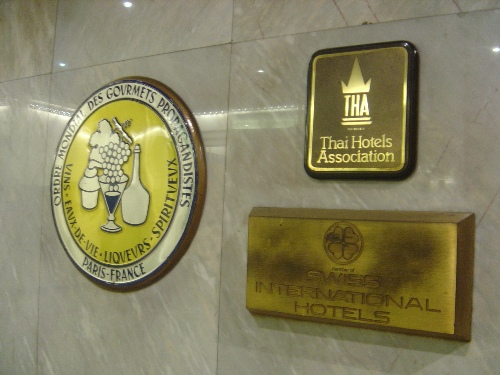 ORDRE MONDIAL DES GOURMETS PROPAGANDISTES
VINS · EAUX-DE-VIE · LIQUEURS · SPIRITUEUX
PARIS-FRANCE
THA
Thai Hotels
Association
SWISS
INTERNATIONAL
HOTELS